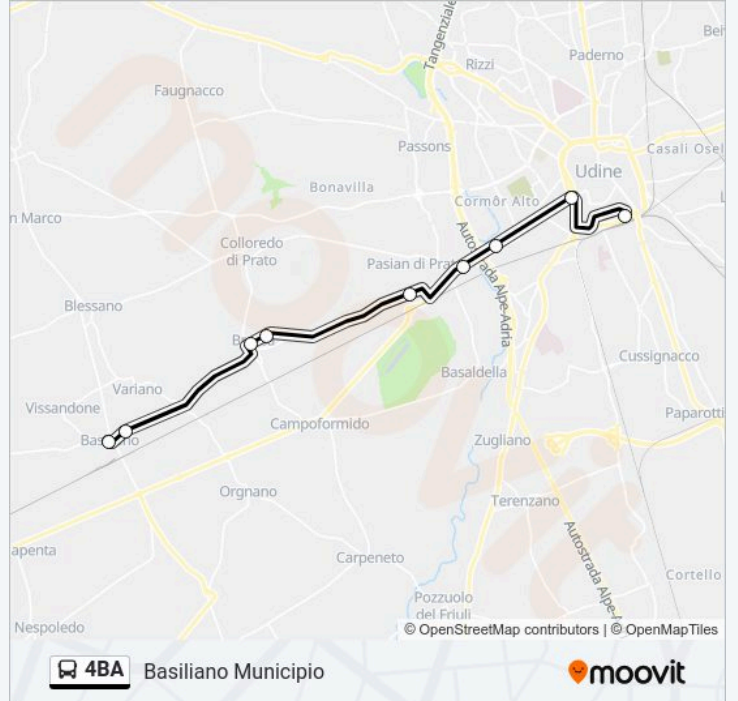 Bei
Paderno
Rizzi
Tangenziale
Faugnacco
Passons
Casali Osel
Udine
Bonavilla
Cormôr Alto
n Marco
Colloredo
di Prato
Pasian di Prat
Autostrada Alpe-Adria
Blessano
Cussignacco
Variano
Basaldella
Vissandone
Paparotti
Campoformido
Zugliano
Orgnano
Terenzano
apenta
Autostrada Alpe-A
Carpeneto
Cortello
Pozzuolo
del Friuli
Nespoledo
© OpenStreetMap contributors | © OpenMapTiles
4BA Basiliano Municipio
moovit